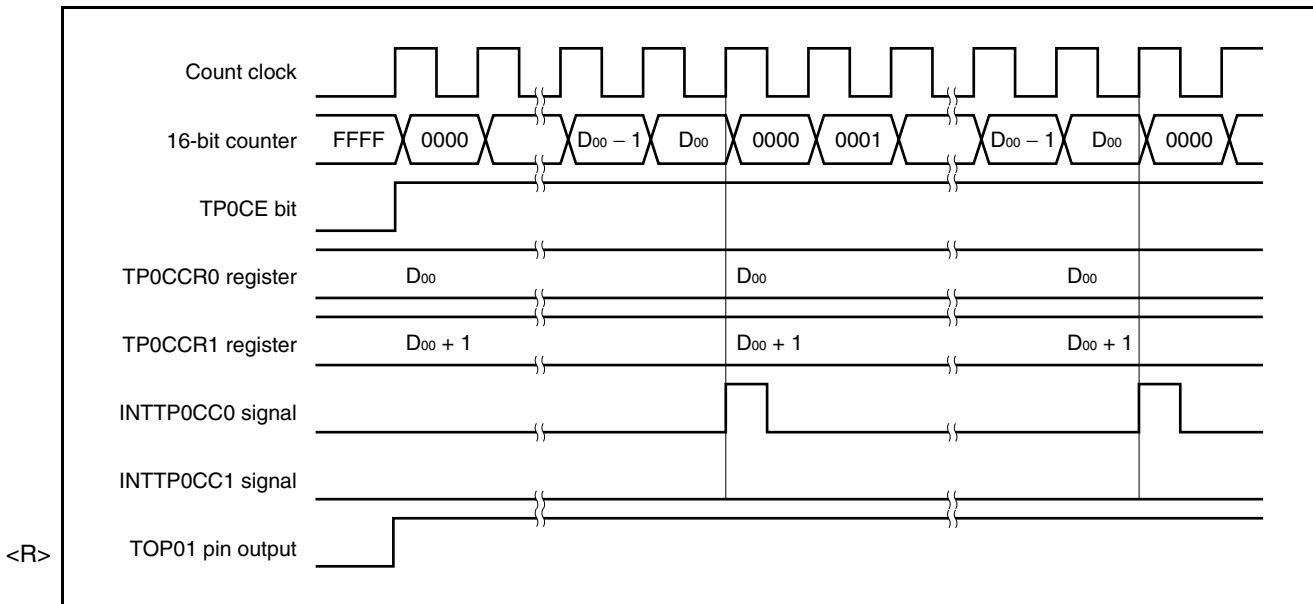 Count clock
16-bit counter FFFF 0000 D00 − 1 D00 0000 0001 D00 − 1 D00 0000
TP0CE bit
TP0CCR0 register D00 D00 D00
TP0CCR1 register D00 + 1 D00 + 1 D00 + 1
INTTP0CC0 signal
INTTP0CC1 signal
<R> TOP01 pin output